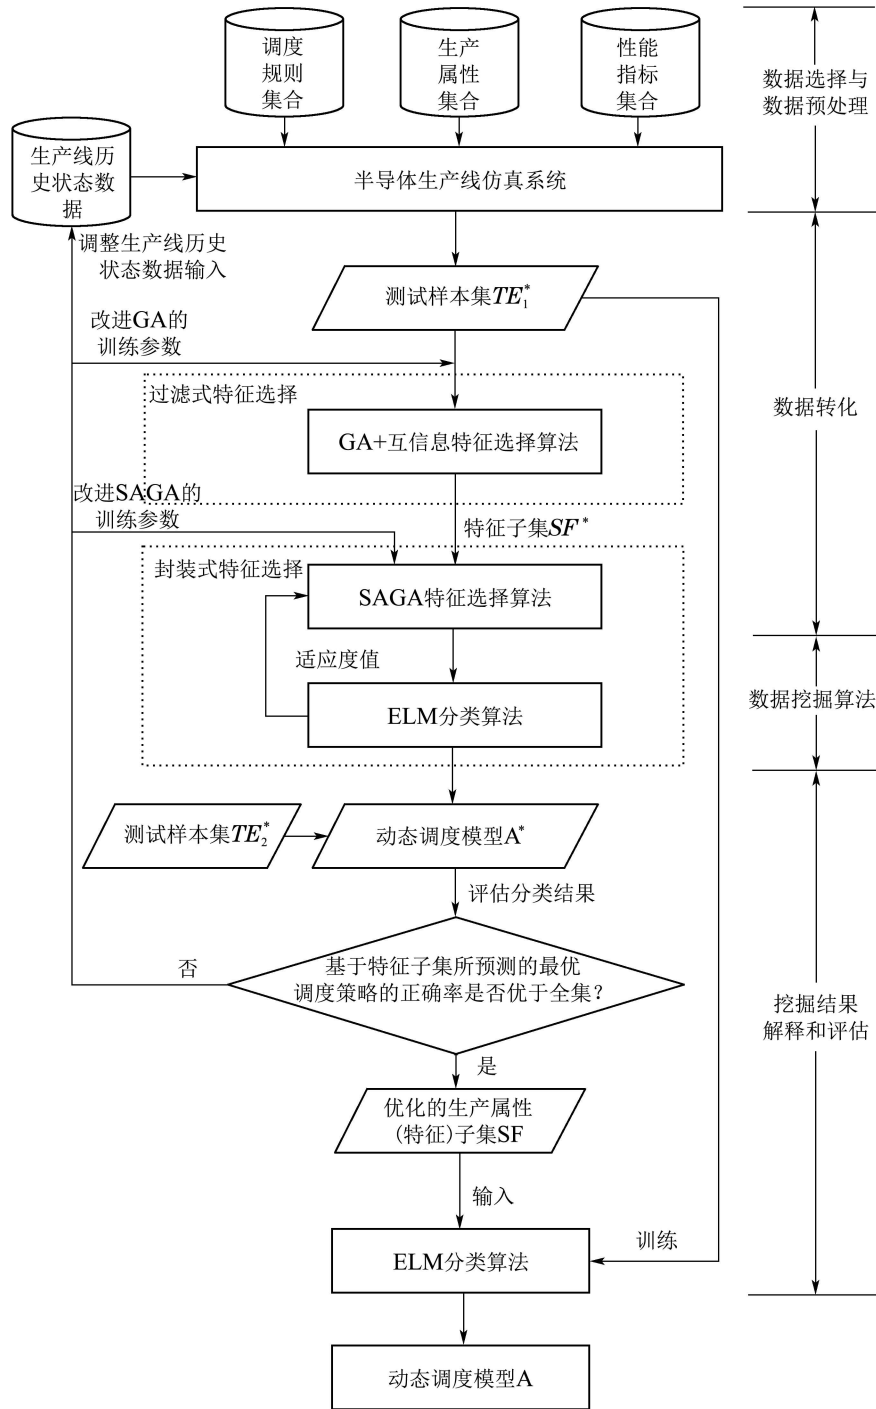 调度
规则
集合
生产
属性
集合
性能
指标
集合
数据选择与
数据预处理
生产线历
史状态数
据
半导体生产线仿真系统
调整生产线历史
状态数据输入
测试样本集TE₁*
改进GA的
训练参数
过滤式特征选择
数据转化
GA+互信息特征选择算法
改进SAGA的
训练参数
特征子集SF*
封装式特征选择
SAGA特征选择算法
适应度值
数据挖掘算法
ELM分类算法
测试样本集TE₂*
动态调度模型A*
评估分类结果
否
基于特征子集所预测的最优
调度策略的正确率是否优于全集？
挖掘结果
解释和评估
是
优化的生产属性
(特征)子集SF
输入
训练
ELM分类算法
动态调度模型A